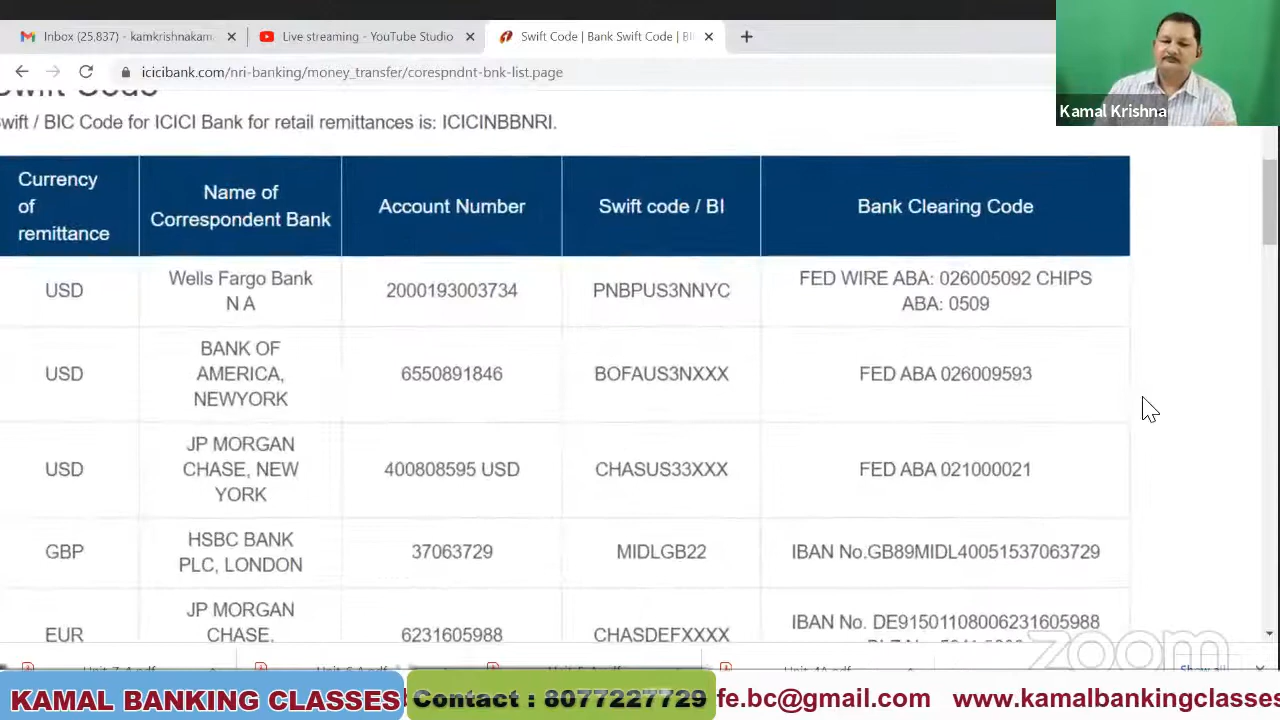 Inbox (25,837) - kamkrishnakam
Live streaming - YouTube Studio
Swift Code | Bank Swift Code | BI
icicibank.com/nri-banking/money_transfer/corespndnt-bnk-list.page
Kamal Krishna
Swift Code
Swift / BIC Code for ICICI Bank for retail remittances is: ICICINBBNRI.
Currency
of
remittance
Name of
Correspondent Bank
Account Number
Swift code / BI
Bank Clearing Code
USD
Wells Fargo Bank
N A
2000193003734
PNBPUS3NNYC
FED WIRE ABA: 026005092 CHIPS
ABA: 0509
USD
BANK OF
AMERICA,
NEWYORK
6550891846
BOFAUS3NXXX
FED ABA 026009593
USD
JP MORGAN
CHASE, NEW
YORK
400808595 USD
CHASUS33XXX
FED ABA 021000021
GBP
HSBC BANK
PLC, LONDON
37063729
MIDLGB22
IBAN No.GB89MIDL40051537063729
EUR
JP MORGAN
CHASE,
6231605988
CHASDEFXXXX
IBAN No. DE91501108006231605988
zoom
Show all
KAMAL BANKING CLASSES
Contact : 8077227729
fe.bc@gmail.com
www.kamalbankingclasses